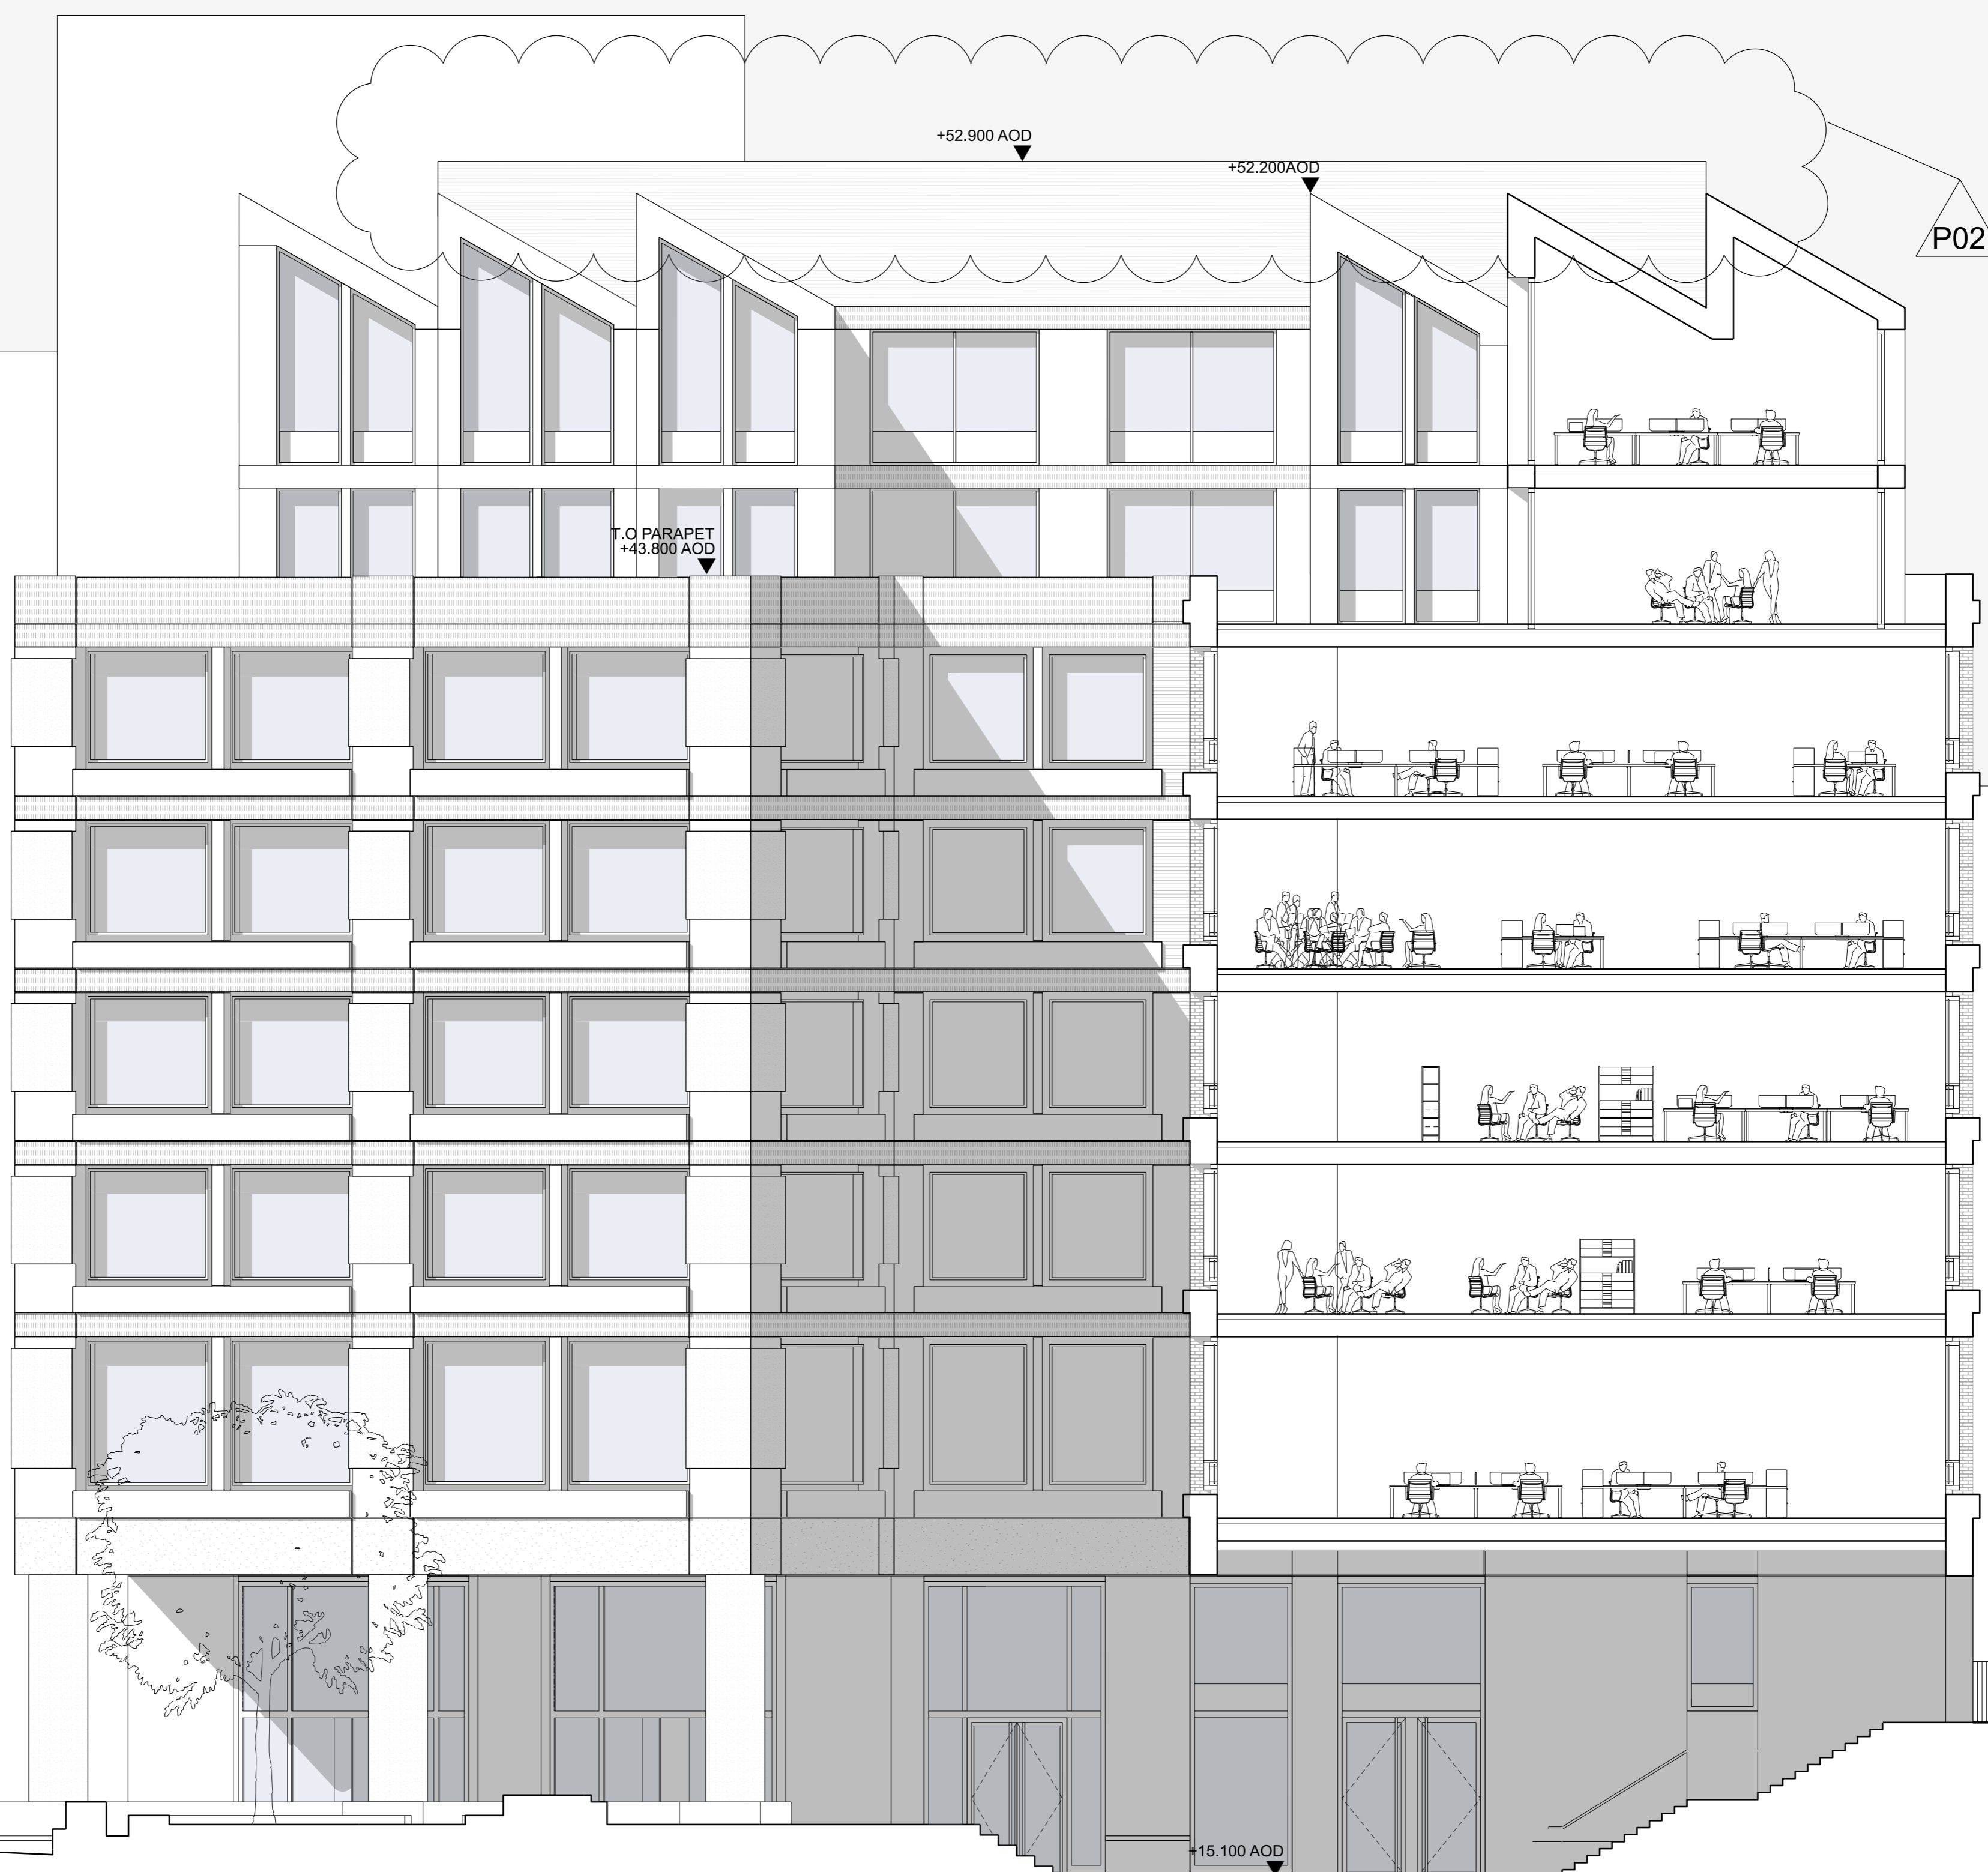 +52.900 AOD
+52.200AOD
P02
T.O PARAPET
+43.800 AOD
+15.100 AOD